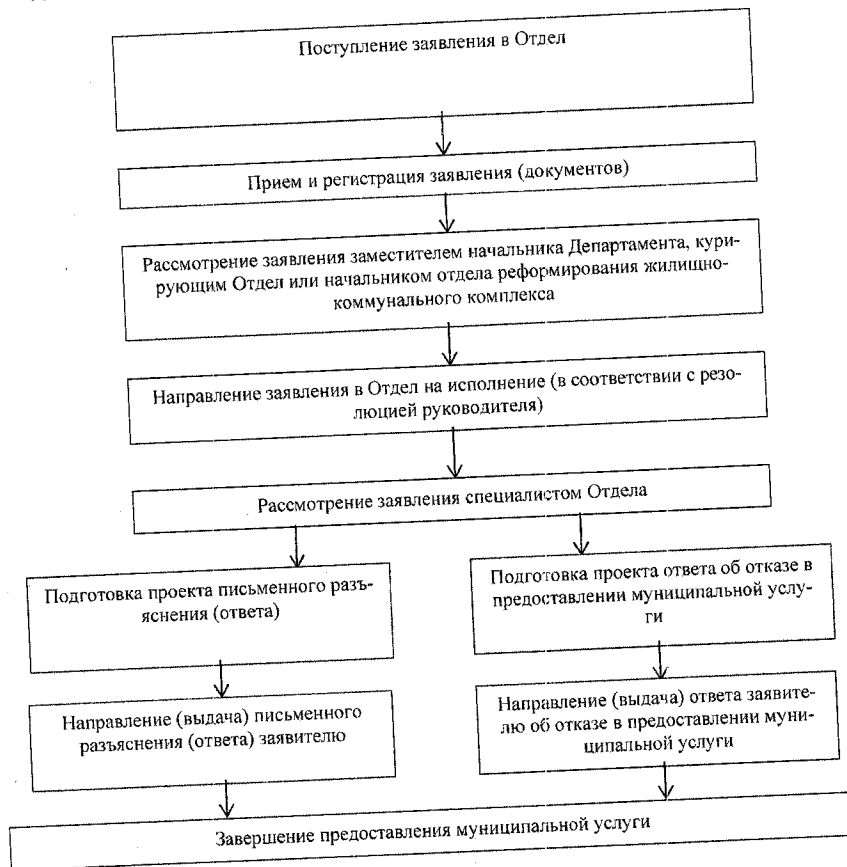 Поступление заявления в Отдел
Прием и регистрация заявления (документов)
Рассмотрение заявления заместителем начальника Департамента, кури-
рующим Отдел или начальником отдела реформирования жилищно-
коммунального комплекса
Направление заявления в Отдел на исполнение (в соответствии с резо-
люцией руководителя)
Рассмотрение заявления специалистом Отдела
Подготовка проекта письменного разъ-
яснения (ответа)
Подготовка проекта ответа об отказе в
предоставлении муниципальной услу-
ги
Направление (выдача) письменного
разъяснения (ответа) заявителю
Направление (выдача) ответа заявите-
лю об отказе в предоставлении муни-
ципальной услуги
Завершение предоставления муниципальной услуги